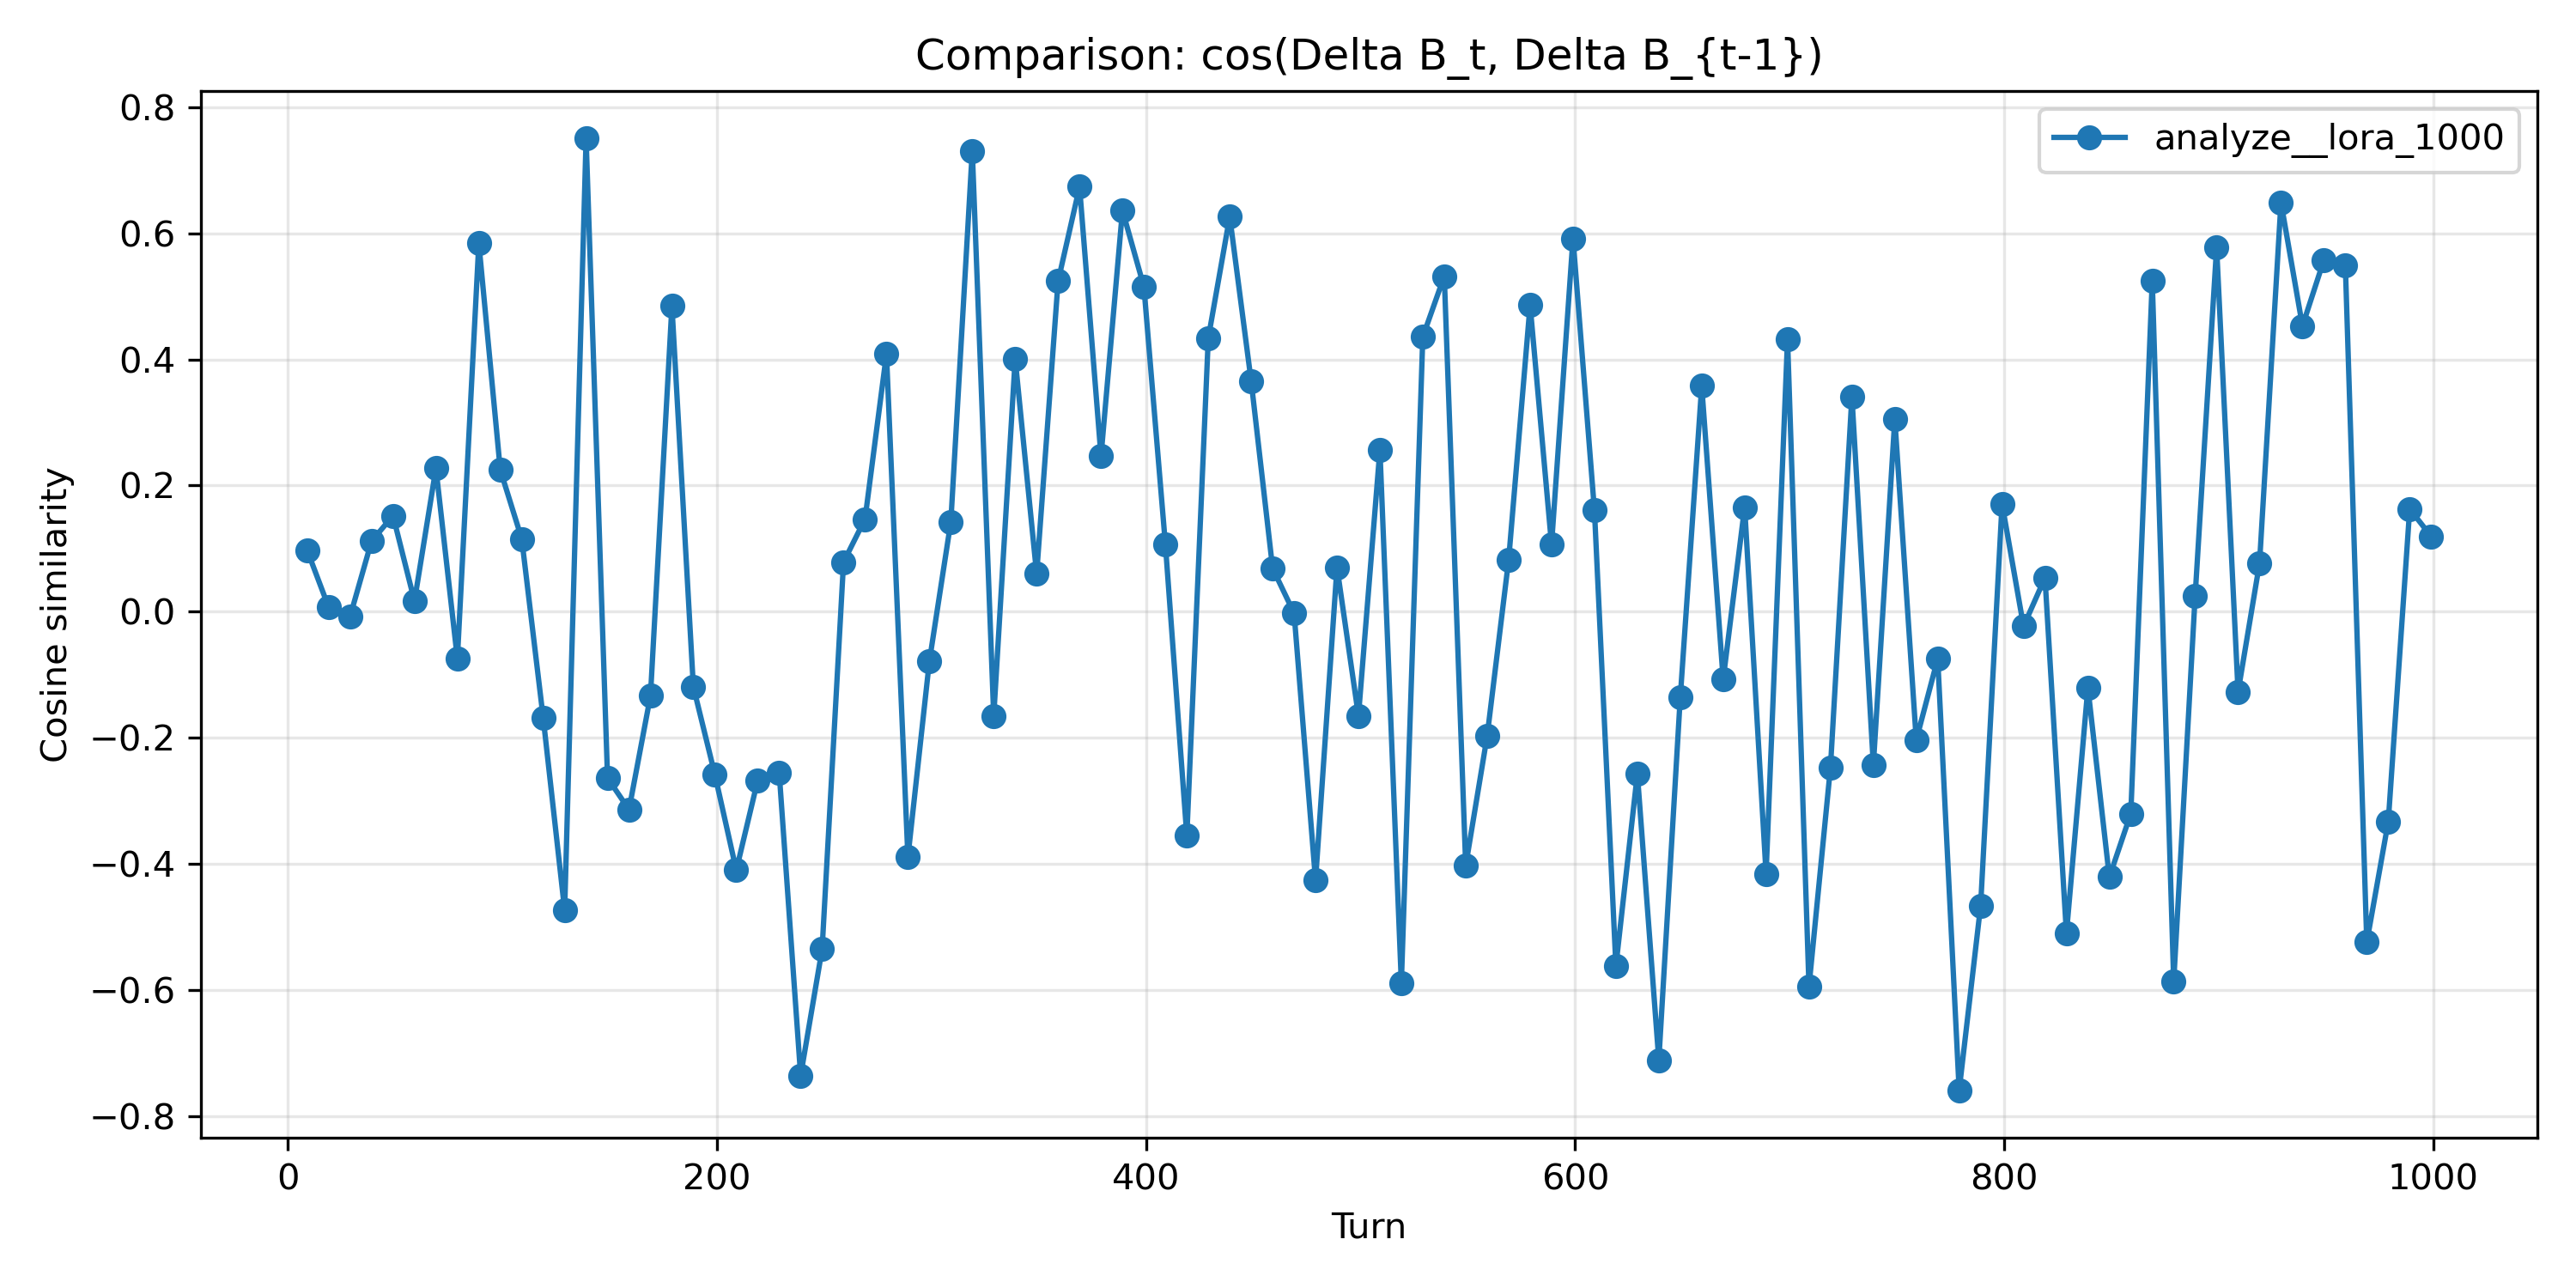 Comparison: cos(Delta B_t, Delta B_{t-1})
analyze__lora_1000
Cosine similarity
0.8
0.6
0.4
0.2
0.0
−0.2
−0.4
−0.6
−0.8
0 200 400 600 800 1000
Turn